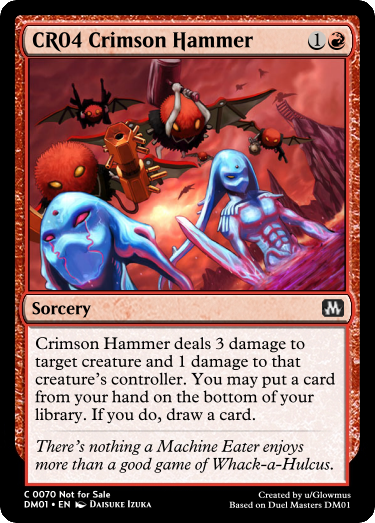 CR04 Crimson Hammer 1
Sorcery M
Crimson Hammer deals 3 damage to
target creature and 1 damage to that
creature's controller. You may put a card
from your hand on the bottom of your
library. If you do, draw a card.
There's nothing a Machine Eater enjoys
more than a good game of Whack-a-Hulcus.
C 0070 Not for Sale
DM01 • EN Daisuke Izuka
Created by u/Glowmus
Based on Duel Masters DM01